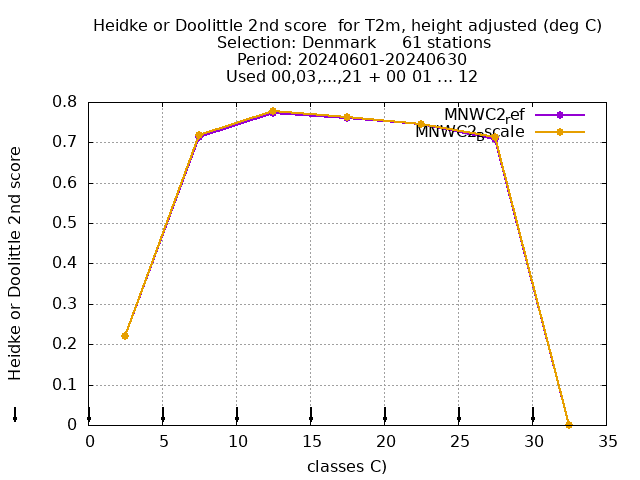 Heidke or Doolittle 2nd score  for T2m, height adjusted (deg C)
Selection: Denmark     61 stations
Period: 20240601-20240630
Used 00,03,...,21 + 00 01 ... 12
Heidke or Doolittle 2nd score
0.8
0.7
0.6
0.5
0.4
0.3
0.2
0.1
0
MNWC2ref
MNWC2pscale
0 5 10 15 20 25 30 35
classes C)